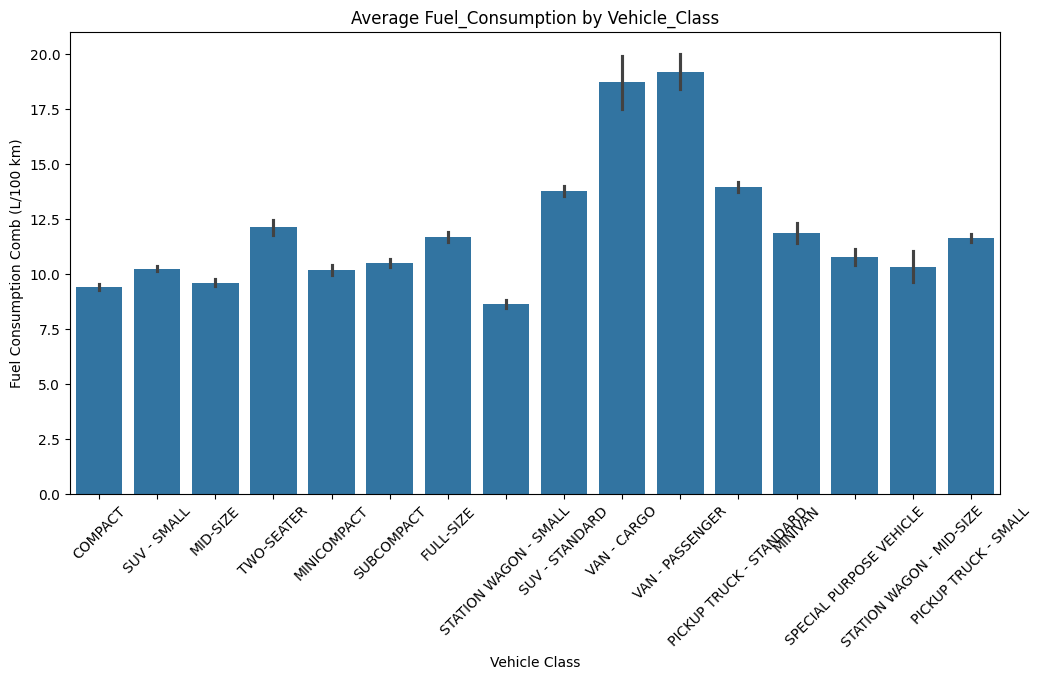 Average Fuel_Consumption by Vehicle_Class
Fuel Consumption Comb (L/100 km)
20.0
17.5
15.0
12.5
10.0
7.5
5.0
2.5
0.0
COMPACT
SUV - SMALL
MID-SIZE
TWO-SEATER
MINICOMPACT
SUBCOMPACT
FULL-SIZE
STATION WAGON - SMALL
SUV - STANDARD
VAN - CARGO
VAN - PASSENGER
PICKUP TRUCK - STANDARD
MINIVAN
SPECIAL PURPOSE VEHICLE
STATION WAGON - MID-SIZE
PICKUP TRUCK - SMALL
Vehicle Class